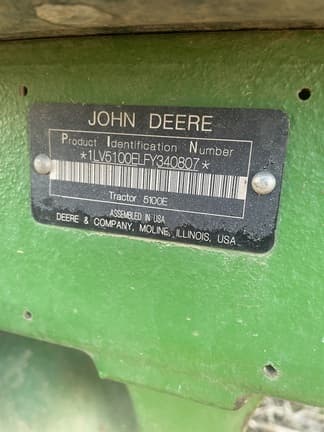 JOHN DEERE
Product Identification Number
*1LV5100ELFY340807*
Tractor 5100E
ASSEMBLED IN USA
DEERE & COMPANY, MOLINE, ILLINOIS, USA